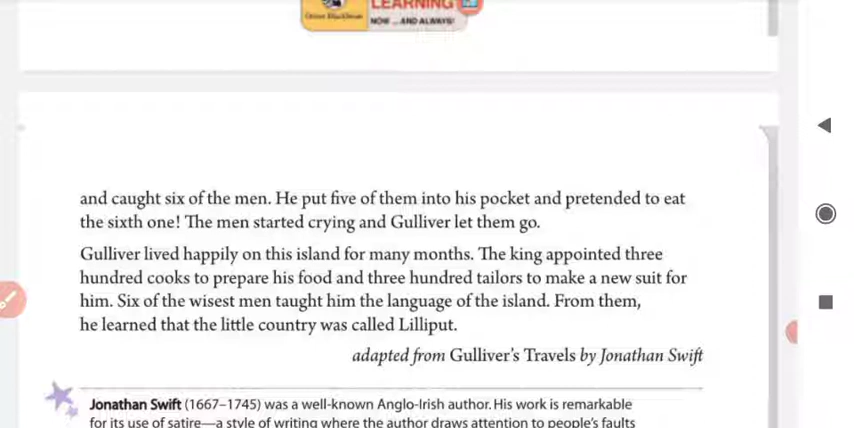 LEARNING
NOW ... AND ALWAYS!
and caught six of the men. He put five of them into his pocket and pretended to eat
the sixth one! The men started crying and Gulliver let them go.
Gulliver lived happily on this island for many months. The king appointed three
hundred cooks to prepare his food and three hundred tailors to make a new suit for
him. Six of the wisest men taught him the language of the island. From them,
he learned that the little country was called Lilliput.
adapted from Gulliver's Travels by Jonathan Swift
Jonathan Swift (1667–1745) was a well-known Anglo-Irish author. His work is remarkable
for its use of satire—a style of writing where the author draws attention to people's faults